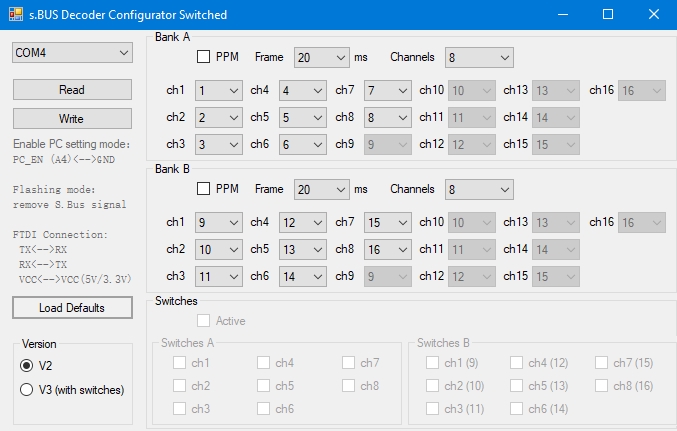 s.BUS Decoder Configurator Switched
COM4
Read
Write
Enable PC setting mode:
PC_EN (A4)<-->GND
Flashing mode:
remove S.Bus signal
FTDI Connection:
TX<-->RX
RX<-->TX
VCC<-->VCC(5V/3.3V)
Load Defaults
Version
V2
V3 (with switches)
Bank A
PPM Frame 20 ms Channels 8
ch1 1 ch4 4 ch7 7 ch10 10 ch13 13 ch16 16
ch2 2 ch5 5 ch8 8 ch11 11 ch14 14
ch3 3 ch6 6 ch9 9 ch12 12 ch15 15
Bank B
PPM Frame 20 ms Channels 8
ch1 9 ch4 12 ch7 15 ch10 10 ch13 13 ch16 16
ch2 10 ch5 13 ch8 16 ch11 11 ch14 14
ch3 11 ch6 14 ch9 9 ch12 12 ch15 15
Switches
Active
Switches A
ch1 ch4 ch7
ch2 ch5 ch8
ch3 ch6
Switches B
ch1 (9) ch4 (12) ch7 (15)
ch2 (10) ch5 (13) ch8 (16)
ch3 (11) ch6 (14)